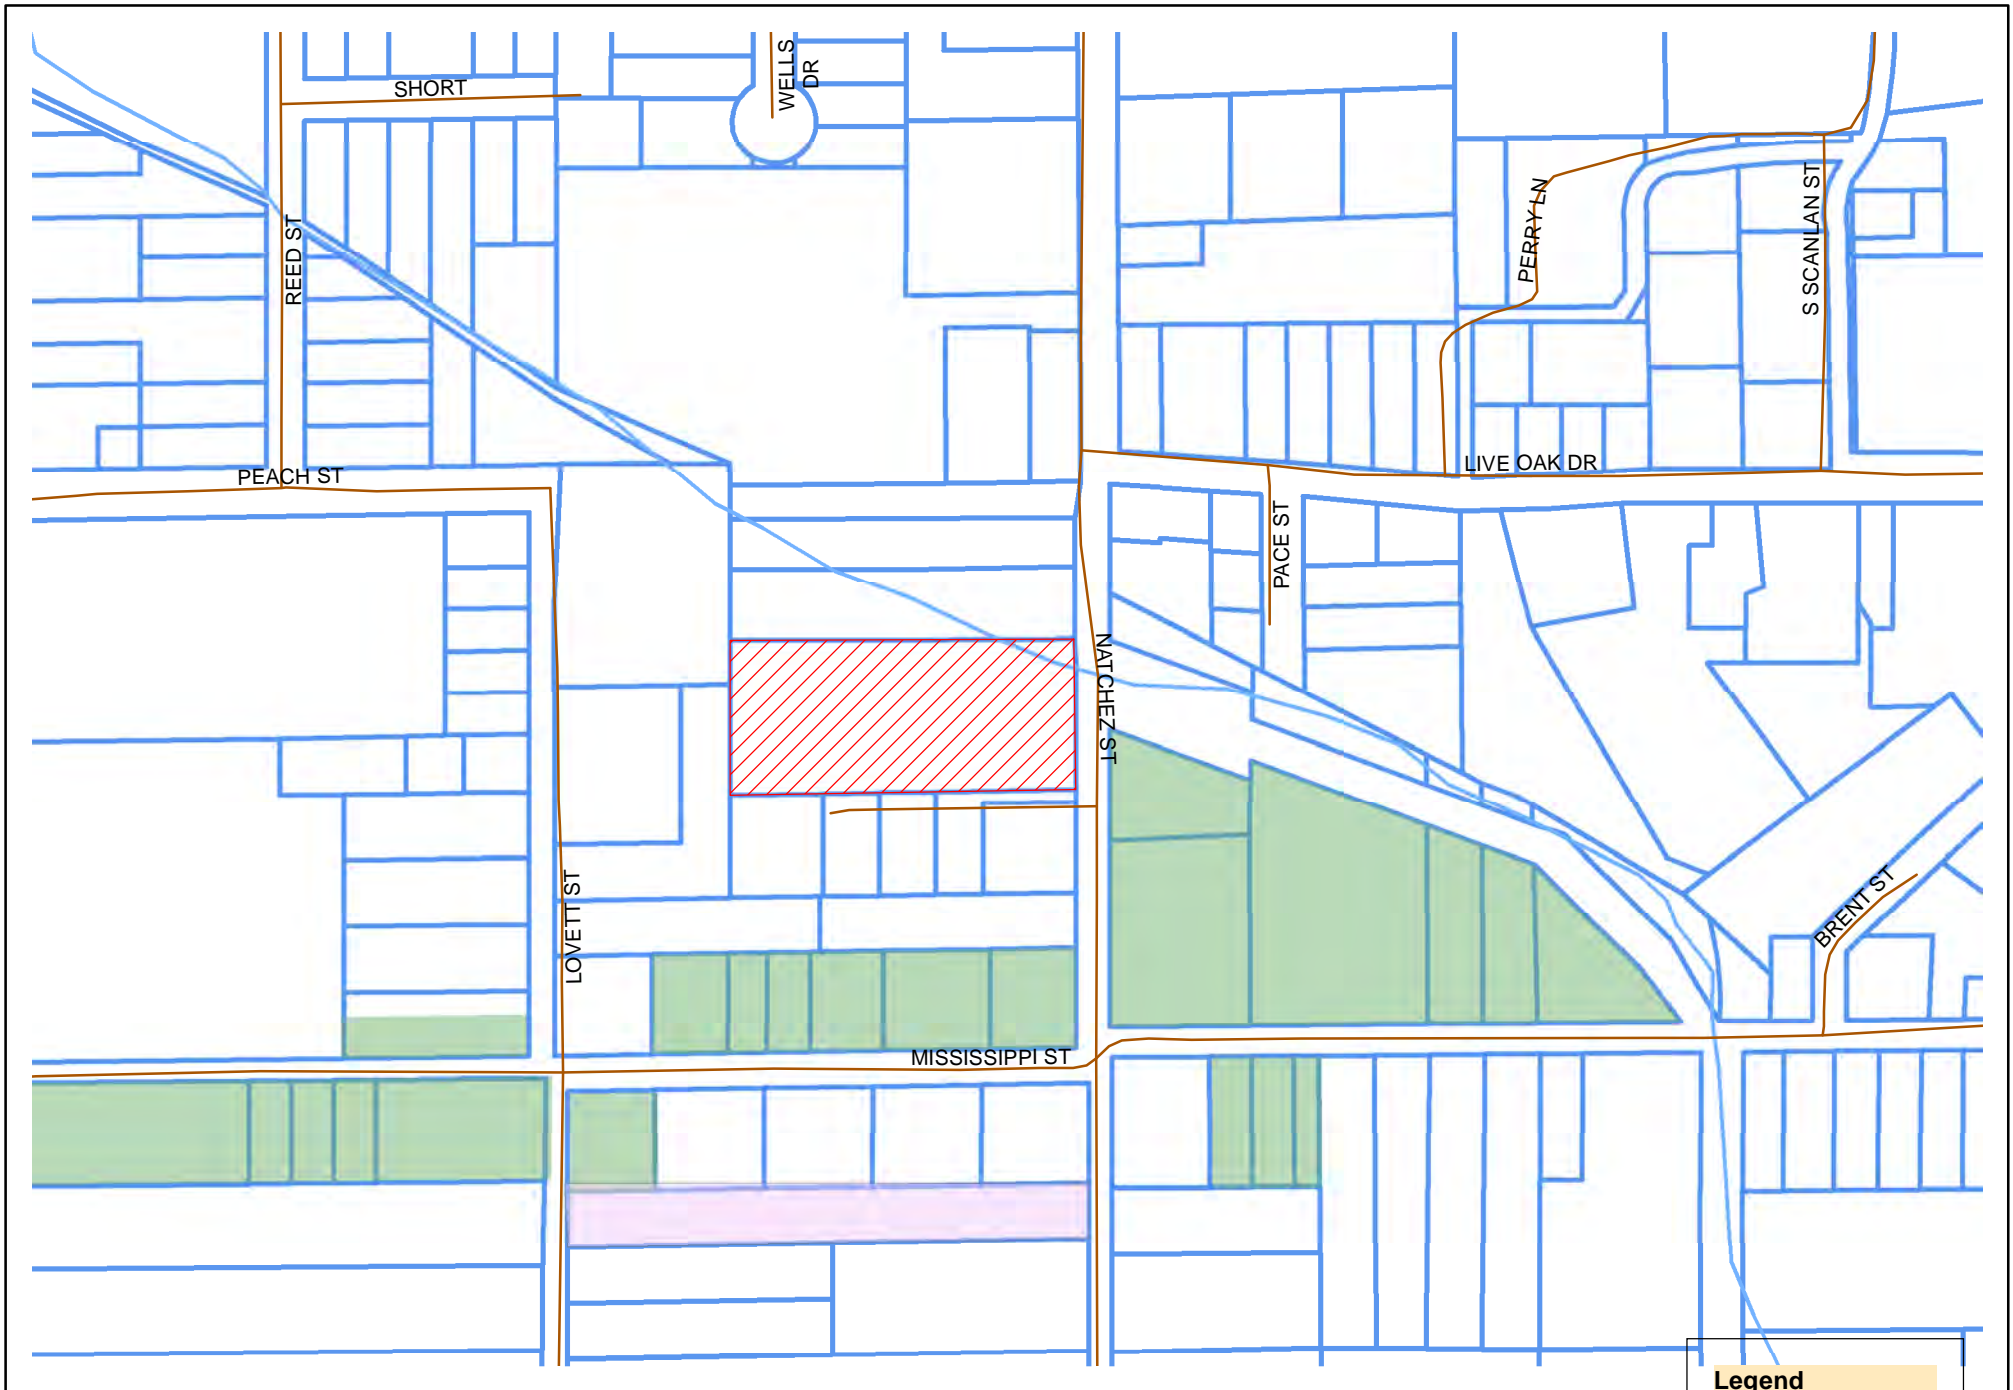 WELLS
DR
SHORT
REED ST
PERRY LN
S SCANLAN ST
PEACH ST
LIVE OAK DR
PACE ST
NATCHEZ ST
LOVETT ST
BRENT ST
MISSISSIPPI ST
Legend